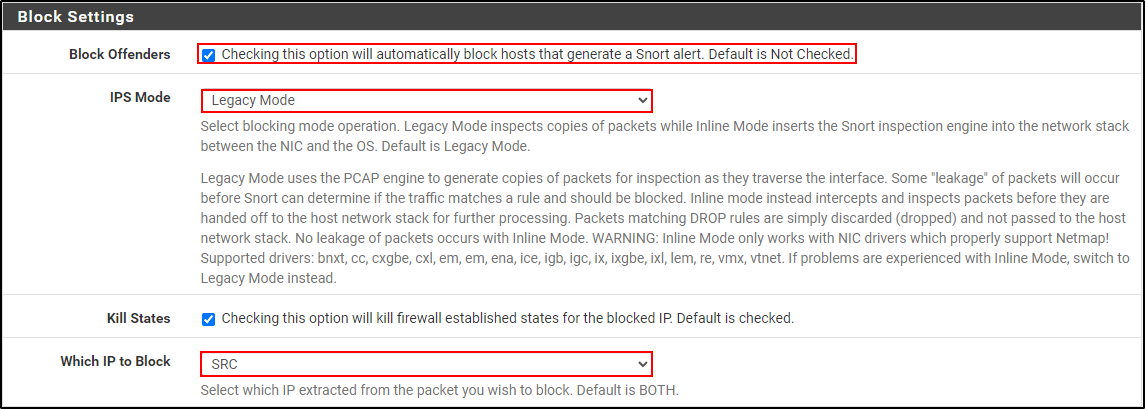 Block Settings
Block Offenders
Checking this option will automatically block hosts that generate a Snort alert. Default is Not Checked.
IPS Mode
Legacy Mode
Select blocking mode operation. Legacy Mode inspects copies of packets while Inline Mode inserts the Snort inspection engine into the network stack
between the NIC and the OS. Default is Legacy Mode.
Legacy Mode uses the PCAP engine to generate copies of packets for inspection as they traverse the interface. Some "leakage" of packets will occur
before Snort can determine if the traffic matches a rule and should be blocked. Inline mode instead intercepts and inspects packets before they are
handed off to the host network stack for further processing. Packets matching DROP rules are simply discarded (dropped) and not passed to the host
network stack. No leakage of packets occurs with Inline Mode. WARNING: Inline Mode only works with NIC drivers which properly support Netmap!
Supported drivers: bnxt, cc, cxgbe, cxl, em, em, ena, ice, igb, igc, ix, ixgbe, ixl, lem, re, vmx, vtnet. If problems are experienced with Inline Mode, switch to
Legacy Mode instead.
Kill States
Checking this option will kill firewall established states for the blocked IP. Default is checked.
Which IP to Block
SRC
Select which IP extracted from the packet you wish to block. Default is BOTH.